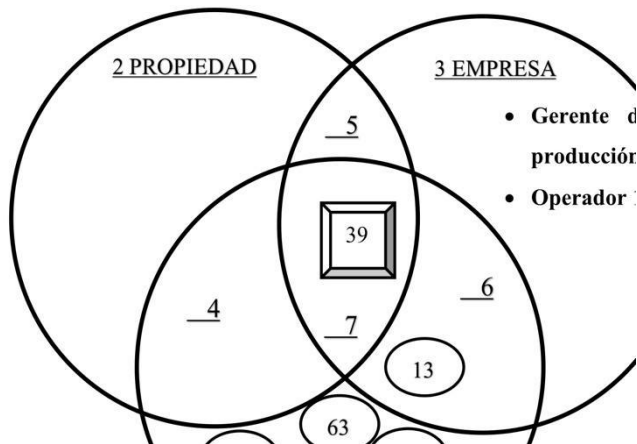 2 PROPIEDAD
3 EMPRESA
5
• Gerente
producción
• Operador
39
4
6
7
13
63